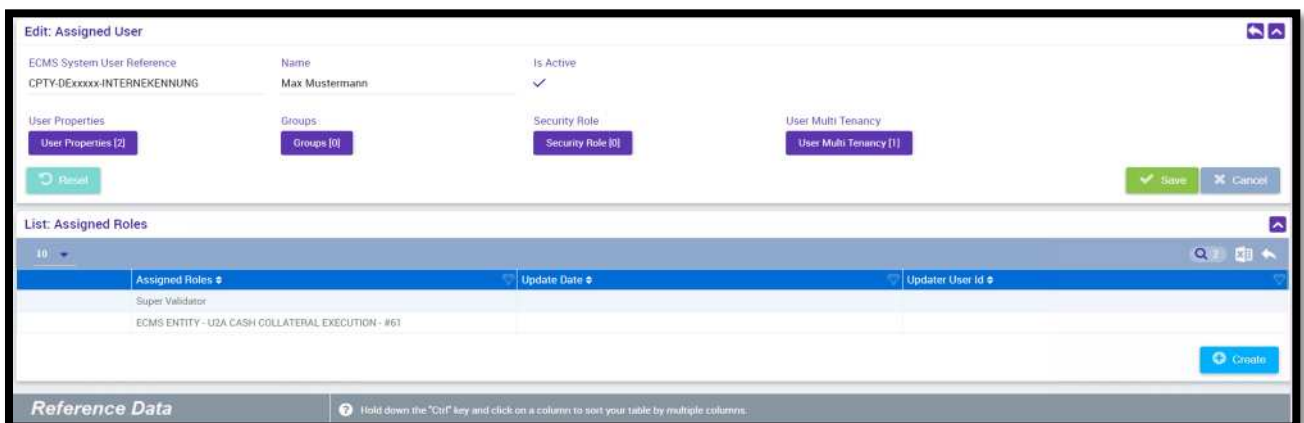 Edit: Assigned User
ECMS System User Reference Name Is Active
CPTY-DExxxxx-INTERNEKENNUNG Max Mustermann
User Properties Groups Security Role User Multi Tenancy
User Properties [2] Groups [0] Security Role [0] User Multi Tenancy [1]
Reset Save Cancel
List: Assigned Roles
10
Assigned Roles Update Date Updater User Id
Super Validator
ECMS ENTITY - U2A CASH COLLATERAL EXECUTION - #61
Create
Reference Data Hold down the "Ctrl" key and click on a column to sort your table by multiple columns.